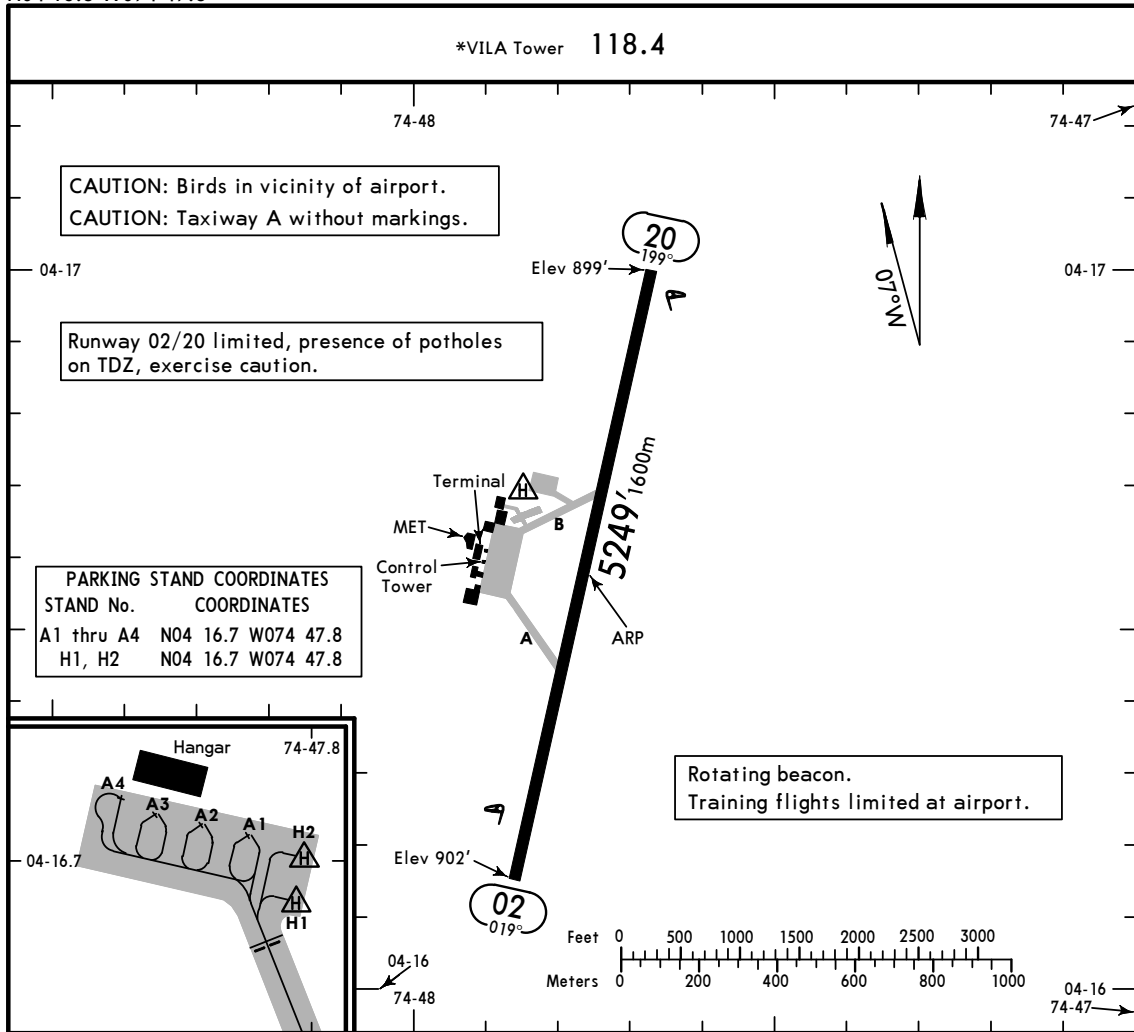 *VILA Tower 118.4
74-48
74-47
CAUTION: Birds in vicinity of airport.
CAUTION: Taxiway A without markings.
20
199°
04-17
Elev 899'
04-17
07°W
Runway 02/20 limited, presence of potholes
on TDZ, exercise caution.
5249' 1600m
Terminal
H
MET
B
Control
Tower
A
ARP
PARKING STAND COORDINATES
STAND No. COORDINATES
A1 thru A4 N04 16.7 W074 47.8
H1, H2 N04 16.7 W074 47.8
Hangar
74-47.8
A4
A3
A2
A1
H2
H
04-16.7
H
H1
Rotating beacon.
Training flights limited at airport.
Elev 902'
02
019°
Feet 0 500 1000 1500 2000 2500 3000
Meters 0 200 400 600 800 1000
04-16
74-48
04-16
74-47